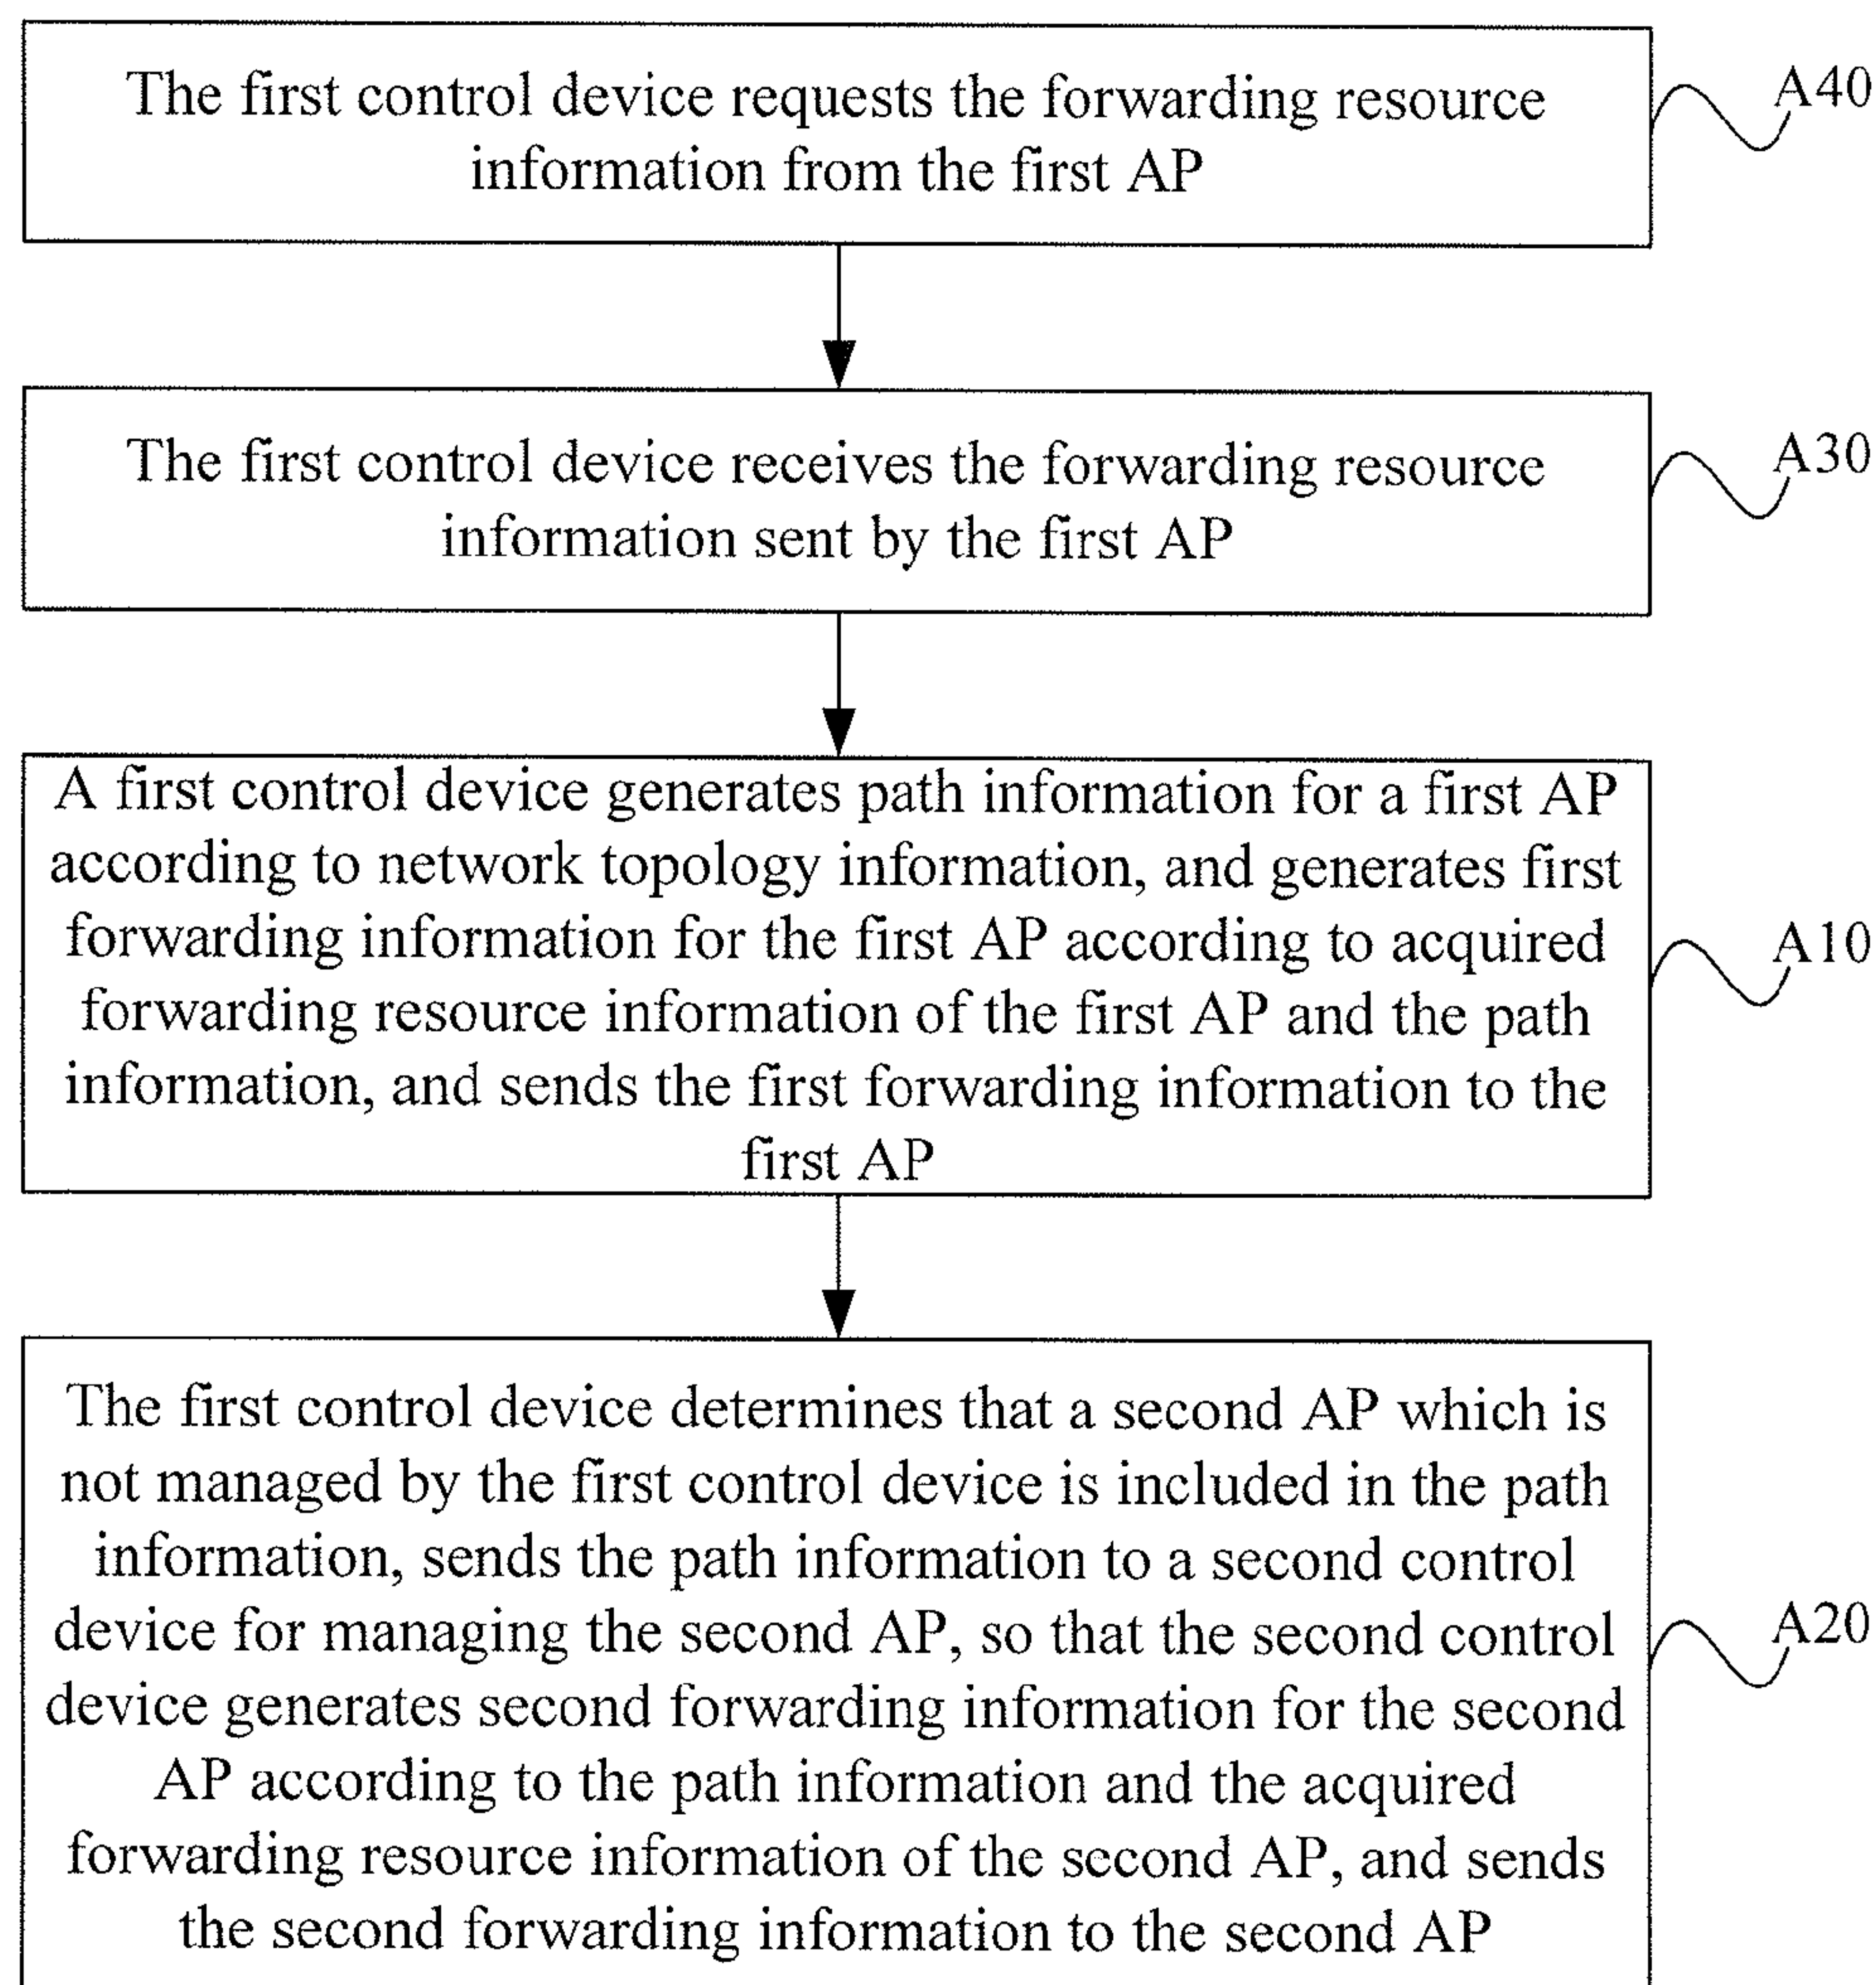 The first control device requests the forwarding resource
information from the first AP
A40
The first control device receives the forwarding resource
information sent by the first AP
A30
A first control device generates path information for a first AP
according to network topology information, and generates first
forwarding information for the first AP according to acquired
forwarding resource information of the first AP and the path
information, and sends the first forwarding information to the
first AP
A10
The first control device determines that a second AP which is
not managed by the first control device is included in the path
information, sends the path information to a second control
device for managing the second AP, so that the second control
device generates second forwarding information for the second
AP according to the path information and the acquired
forwarding resource information of the second AP, and sends
the second forwarding information to the second AP
A20